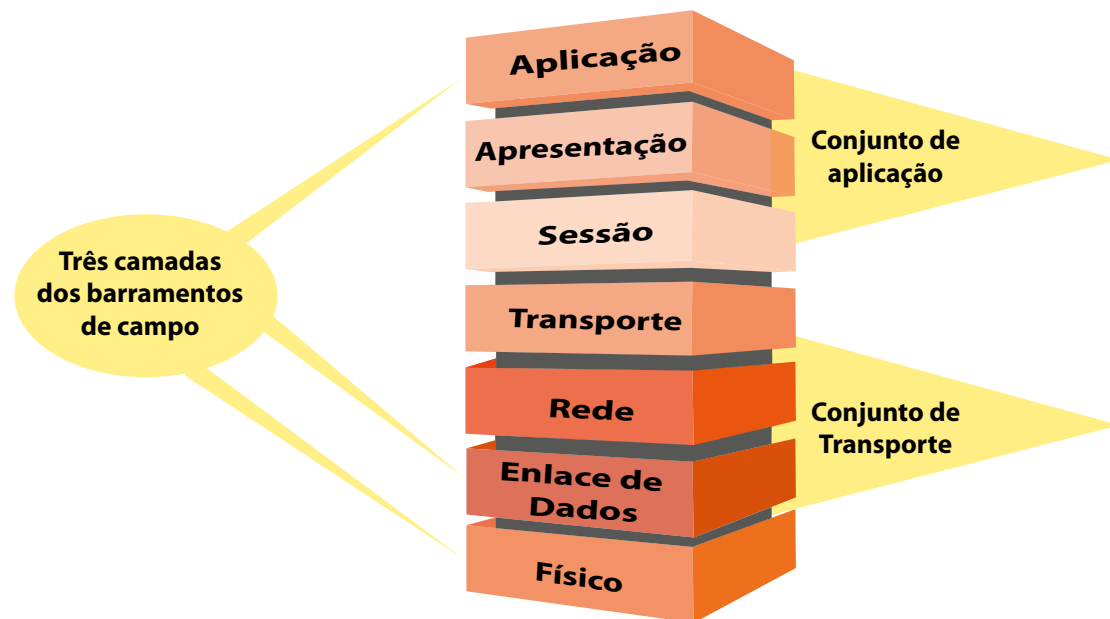 Aplicação
Apresentação
Sessão
Transporte
Rede
Enlace de
Dados
Físico
Três camadas
dos barramentos
de campo
Conjunto de
aplicação
Conjunto de
Transporte